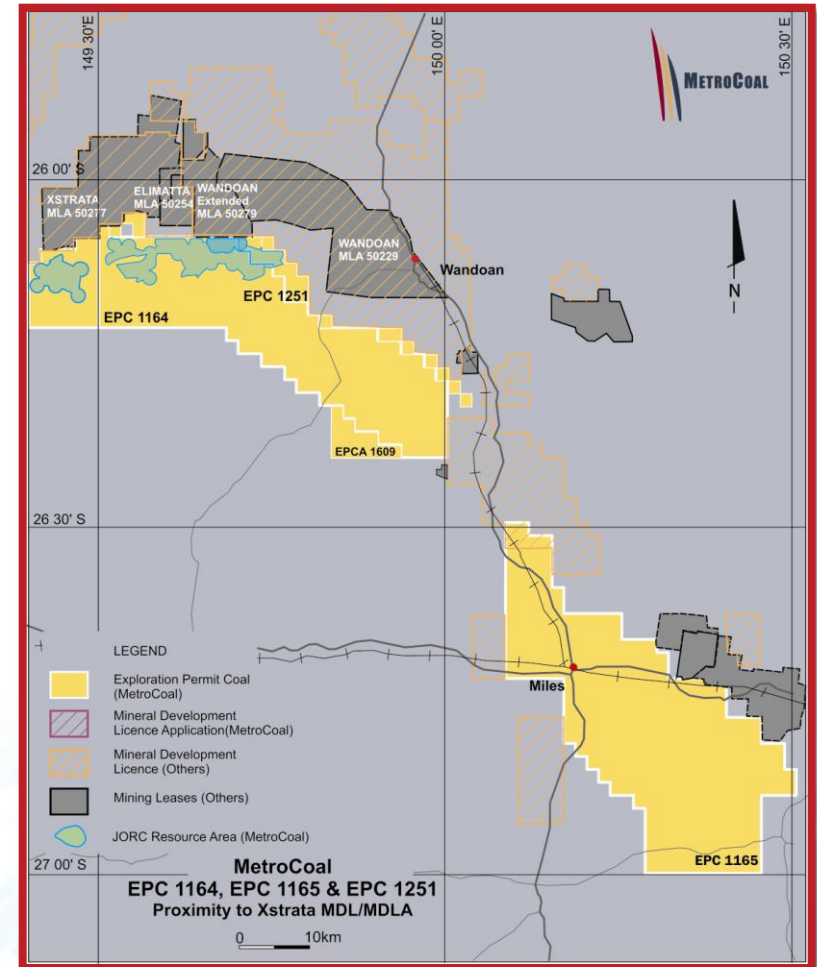 149 30'E
150 00' E
150 30' E
METROCOAL
26 00' S
XSTRATA
MLA 50277
ELIMATTA
MLA 50254
WANDOAN
Extended
MLA 50279
WANDOAN
MLA 50229
Wandoan
N
EPC 1251
EPC 1164
EPCA 1609
26 30' S
LEGEND
Exploration Permit Coal
(MetroCoal)
Mineral Development
Licence Application(MetroCoal)
Mineral Development
Licence (Others)
Mining Leases (Others)
JORC Resource Area (MetroCoal)
Miles
27 00' S
EPC 1165
MetroCoal
EPC 1164, EPC 1165 & EPC 1251
Proximity to Xstrata MDL/MDLA
0 10km